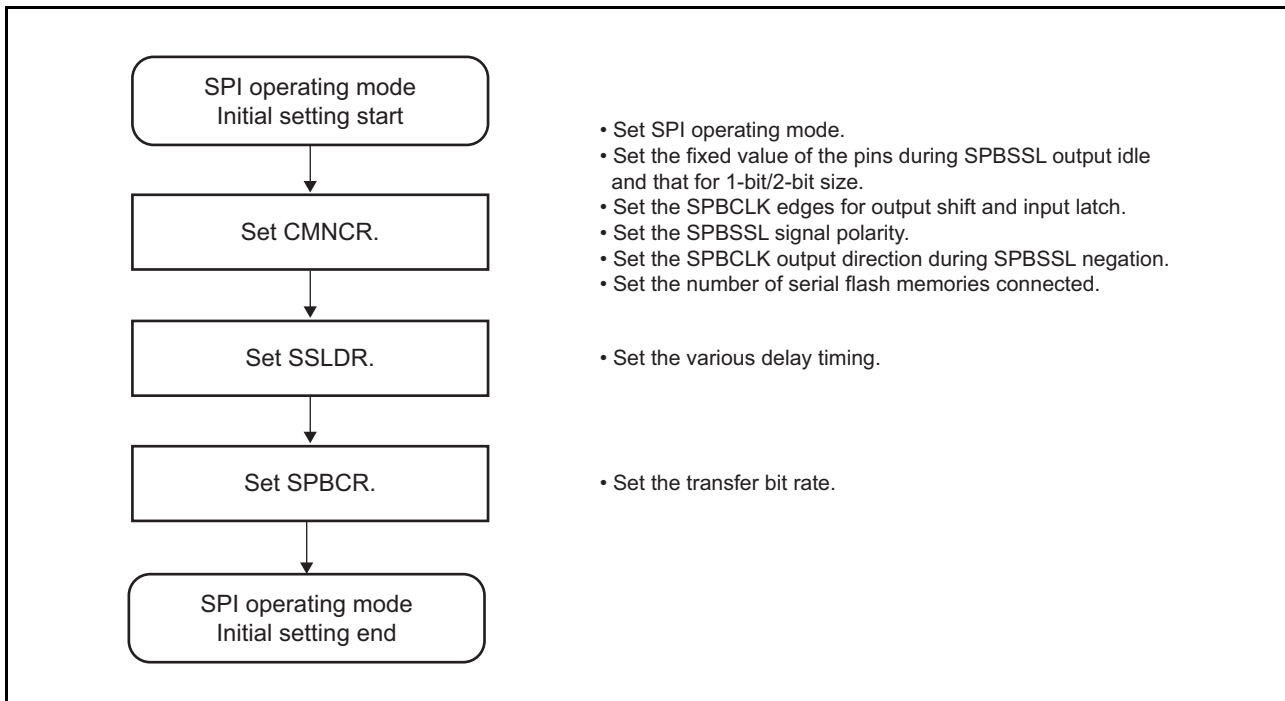 SPI operating mode
Initial setting start
Set CMNCR.
• Set SPI operating mode.
• Set the fixed value of the pins during SPBSSL output idle
and that for 1-bit/2-bit size.
• Set the SPBCLK edges for output shift and input latch.
• Set the SPBSSL signal polarity.
• Set the SPBCLK output direction during SPBSSL negation.
• Set the number of serial flash memories connected.
Set SSLDR.
• Set the various delay timing.
Set SPBCR.
• Set the transfer bit rate.
SPI operating mode
Initial setting end